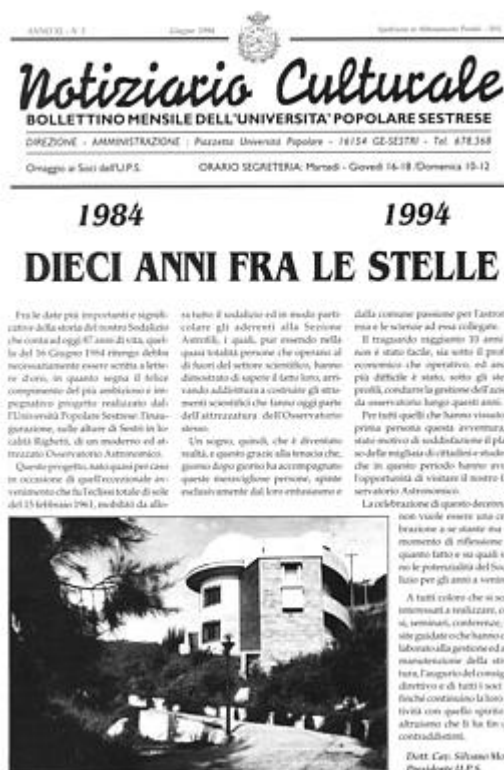 ANNO XI - N. 5
Giugno 1994
Spedizione in Abbonamento Postale
Notiziario Culturale
BOLLETTINO MENSILE DELL'UNIVERSITA' POPOLARE SESTRESE
DIREZIONE - AMMINISTRAZIONE : Piazzetta Università Popolare - 16154 GE-SESTRI - Tel. 678.368
Omaggio ai Soci dell'U.P.S.
ORARIO SEGRETERIA: Martedì - Giovedì 16-18 /Domenica 10-12
1984
1994
DIECI ANNI FRA LE STELLE
Fra le date più importanti e signifi-
cative della storia del nostro Sodalizio
che conta ad oggi 87 anni di vita, quel-
la del 16 Giugno 1984 ritengo debba
necessariamente essere scritta a lette-
re d'oro, in quanto segna il felice
compimento del più ambizioso e im-
pegnativo progetto realizzato dal-
l'Università Popolare Sestrese: l'inau-
gurazione, sulle alture di Sestri in lo-
calità Righetti, di un moderno ed at-
trezzato Osservatorio Astronomico.
Questo progetto, nato quasi per caso
in occasione di quell'eccezionale av-
venimento che fu l'eclissi totale di sole
del 15 febbraio 1961, mobilitò da allo-
ra tutto il sodalizio ed in modo parti-
colare gli aderenti alla Sezione
Astrofili, i quali, pur essendo nella
quasi totalità persone che operano al
di fuori del settore scientifico, hanno
dimostrato di sapere il fatto loro, arri-
vando addirittura a costruire gli stru-
menti scientifici che fanno oggi parte
dell'attrezzatura dell'Osservatorio
stesso.
Un sogno, quindi, che è diventato
realtà, e questo grazie alla tenacia che,
giorno dopo giorno ha accompagnato
queste meravigliose persone, spinte
esclusivamente dal loro entusiasmo e
dalla comune passione per l'astrono
mia e le scienze ad essa collegate.
Il traguardo raggiunto 10 anni
non è stato facile, sia sotto il prof
economico che operativo, ed anc
più difficile è stato, sotto gli stes
profili, condurre la gestione dell'
da osservatorio lungo questi anni.
Per tutti quelli che hanno vissuto
prima persona questa avventura,
stato motivo di soddisfazione il pla
so delle migliaia di cittadini e stude
che in questo periodo hanno avu
l'opportunità di visitare il nostro
servatorio Astronomico.
La celebrazione di questo decenna
non vuole essere una ce
brazione a se stante ma
momento di riflessione
quanto fatto e su quali
no le potenzialità del Soda
lizio per gli anni a venire
A tutti coloro che si so
interessati a realizzare, c
si, seminari, conferenze,
site guidate o che hanno c
laborato alla gestione ed a
manutenzione della stru
tura, l'augurio del consig
direttivo e di tutti i soci
finché continuino la loro
tività con quello spirito
altruismo che li ha fin q
contraddistinti.
Dott. Cav. Silvano
Presidente U.P.S.